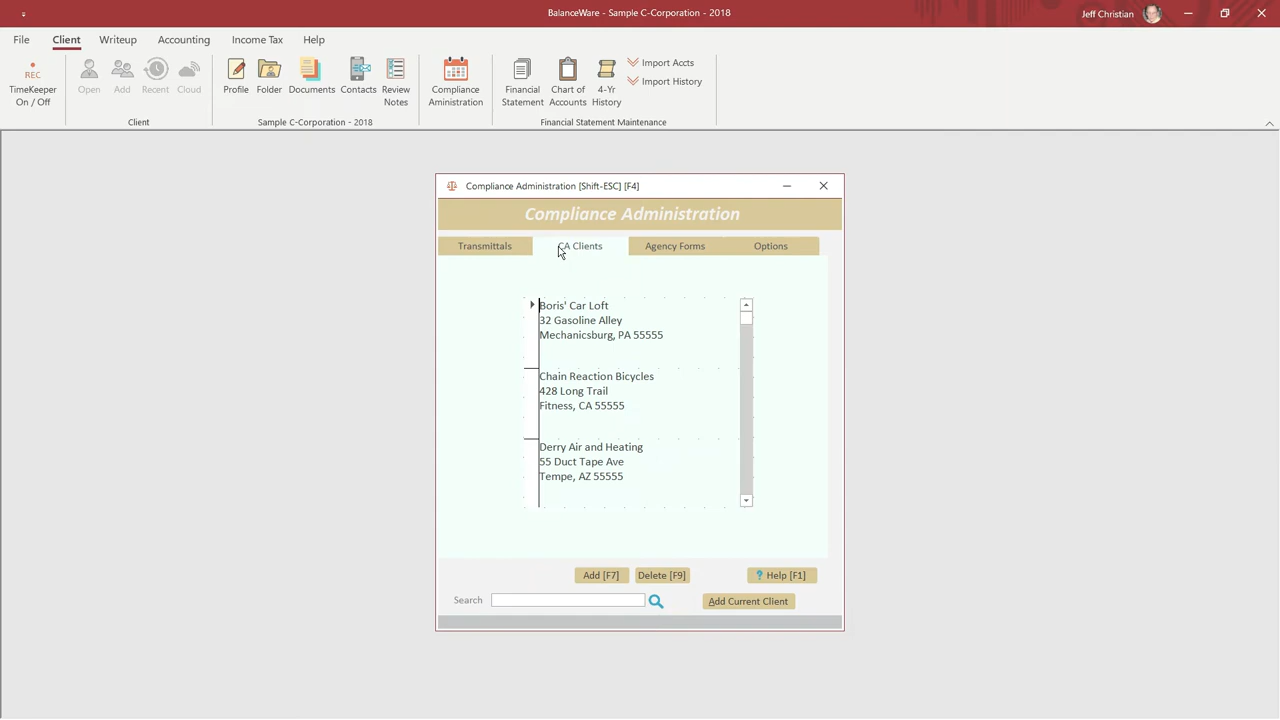 BalanceWare - Sample C-Corporation - 2018
Jeff Christian
File Client Writeup Accounting Income Tax Help
REC
TimeKeeper
On / Off
Open Add Recent Cloud
Client
Profile Folder Documents Contacts Review
Notes
Sample C-Corporation - 2018
Compliance
Aministration
Financial
Statement
Chart of
Accounts
4-Yr
History
Import Accts
Import History
Financial Statement Maintenance
Compliance Administration [Shift-ESC] [F4]
Compliance Administration
Transmittals CA Clients Agency Forms Options
Boris' Car Loft
32 Gasoline Alley
Mechanicsburg, PA 55555
Chain Reaction Bicycles
428 Long Trail
Fitness, CA 55555
Derry Air and Heating
55 Duct Tape Ave
Tempe, AZ 55555
Add [F7] Delete [F9] ? Help [F1]
Search Add Current Client